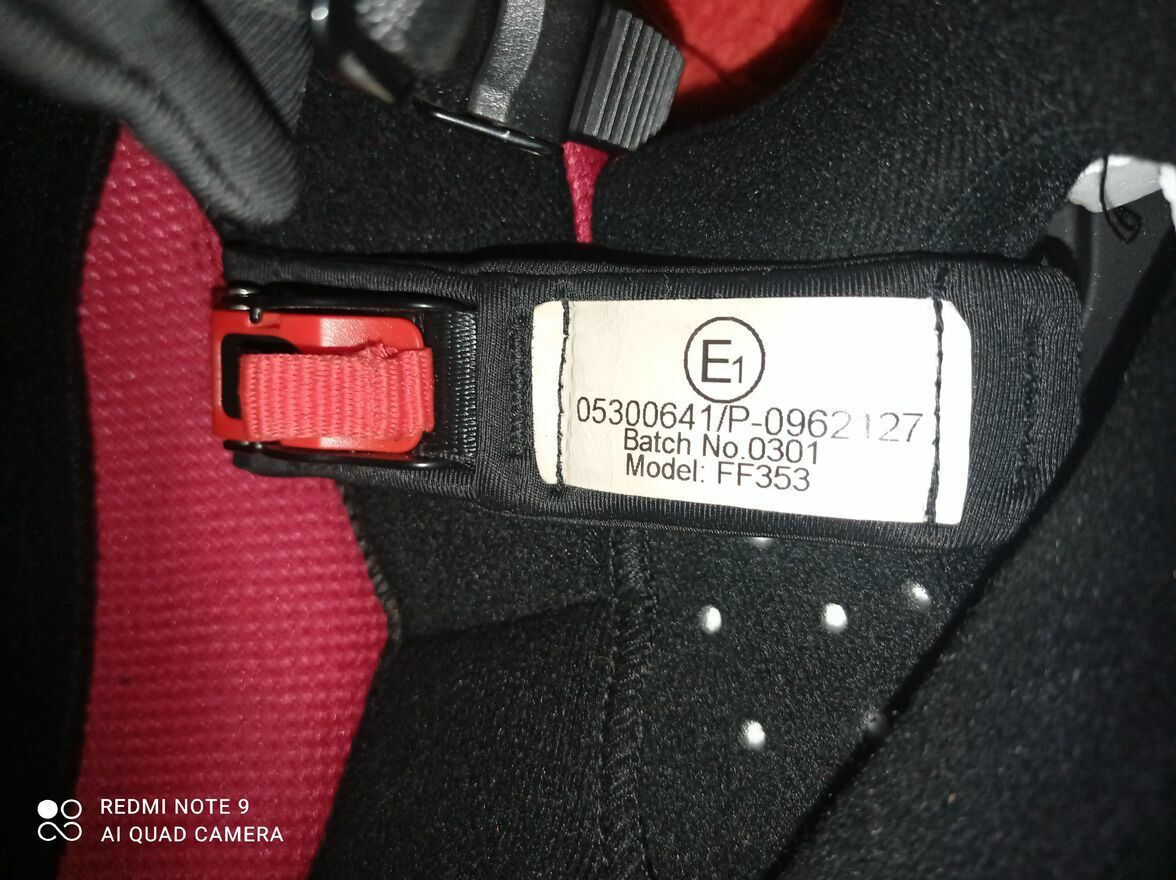 E1
05300641/P-0962127
Batch No.0301
Model: FF353
REDMI NOTE 9
AI QUAD CAMERA